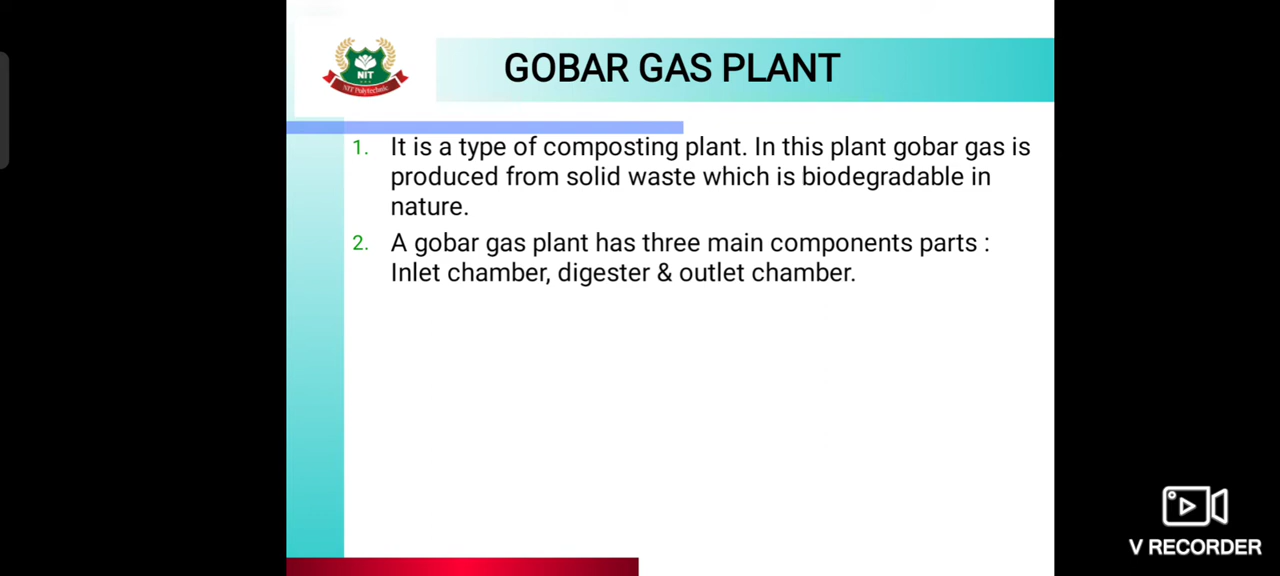 GOBAR GAS PLANT
NIT
NIT Polytechnic
1. It is a type of composting plant. In this plant gobar gas is
produced from solid waste which is biodegradable in
nature.
2. A gobar gas plant has three main components parts :
Inlet chamber, digester & outlet chamber.
V RECORDER